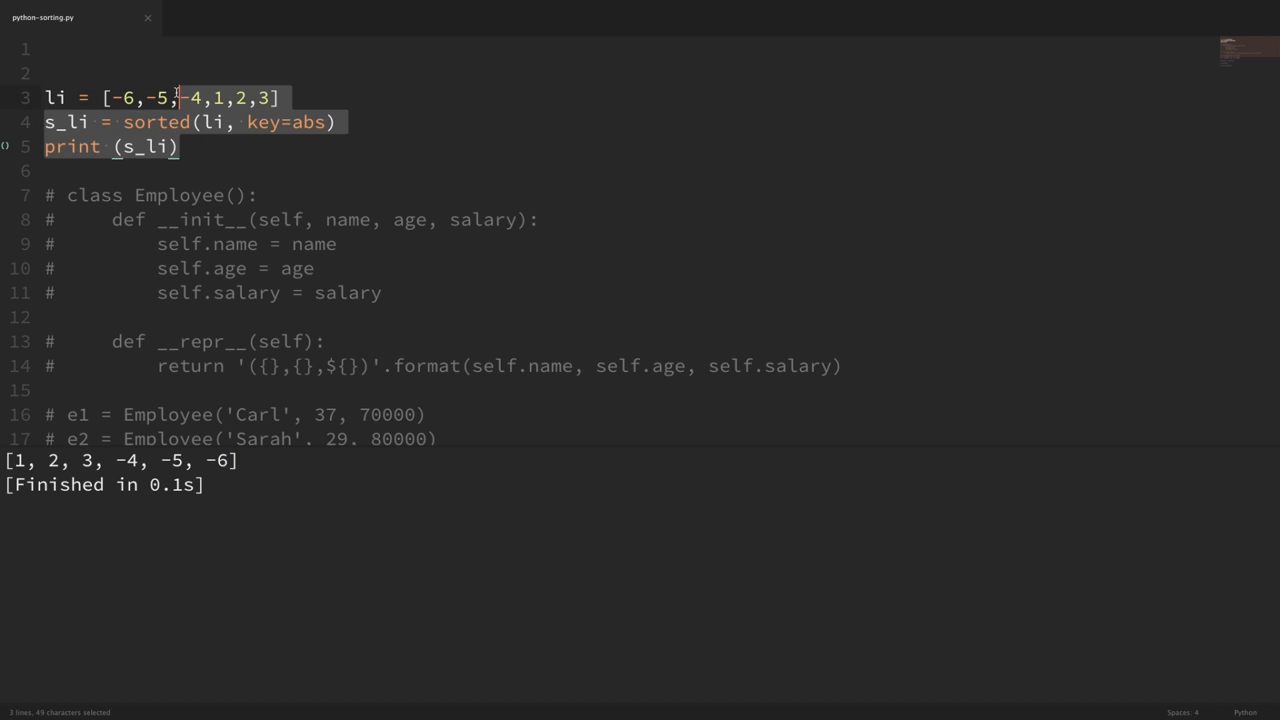 python-sorting.py
1
2
3 li = [-6,-5,-4,1,2,3]
4 s_li = sorted(li, key=abs)
() 5 print (s_li)
6
7 # class Employee():
8 #     def __init__(self, name, age, salary):
9 #         self.name = name
10 #         self.age = age
11 #         self.salary = salary
12
13 #     def __repr__(self):
14 #         return '({},{},${})'.format(self.name, self.age, self.salary)
15
16 # e1 = Employee('Carl', 37, 70000)
17 # e2 = Employee('Sarah', 29, 80000)
[1, 2, 3, -4, -5, -6]
[Finished in 0.1s]
3 lines, 49 characters selected
Spaces: 4 Python